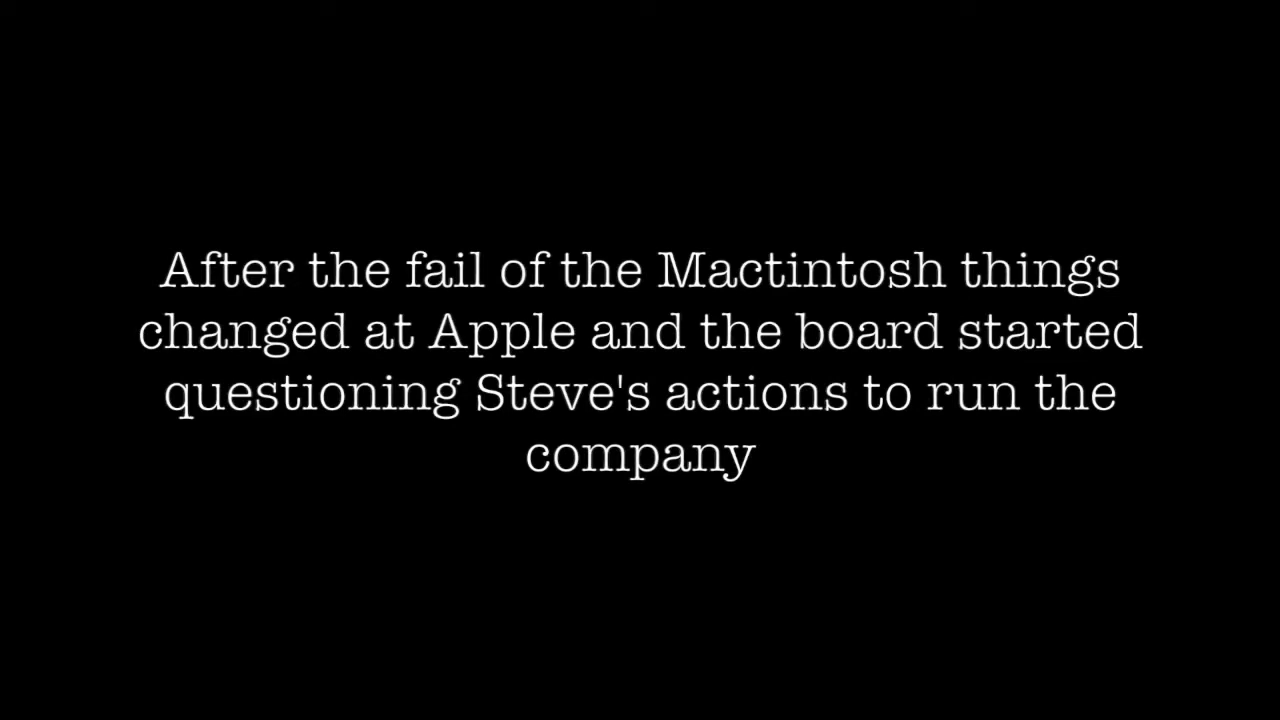 After the fail of the Mactintosh things
changed at Apple and the board started
questioning Steve's actions to run the
company